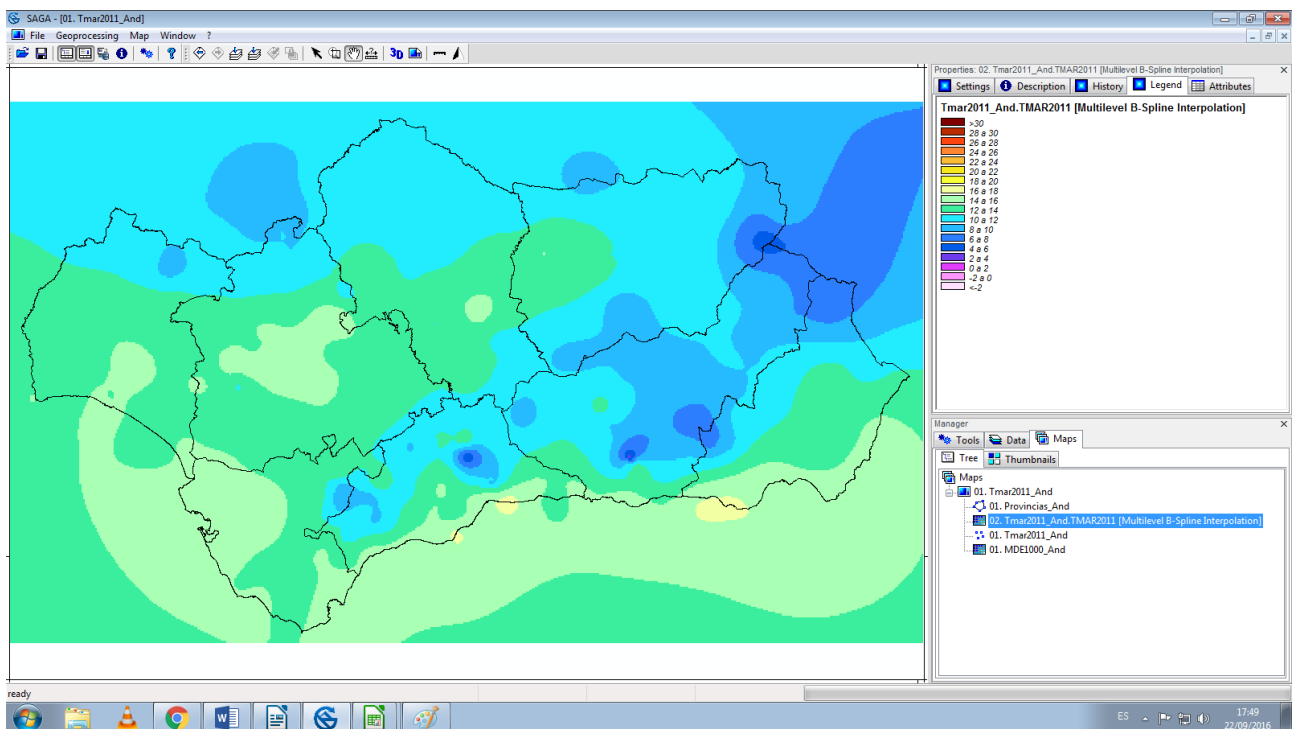 SAGA - [01. Tmar2011_And]
File Geoprocessing Map Window ?
3D
Properties: 02. Tmar2011_And.TMAR2011 [Multilevel B-Spline Interpolation]
Settings Description History Legend Attributes
Tmar2011_And.TMAR2011 [Multilevel B-Spline Interpolation]
>30
28 a 30
26 a 28
24 a 26
22 a 24
20 a 22
18 a 20
16 a 18
14 a 16
12 a 14
10 a 12
8 a 10
6 a 8
4 a 6
2 a 4
0 a 2
-2 a 0
<-2
Manager
Tools Data Maps
Tree Thumbnails
Maps
01. Tmar2011_And
01. Provincias_And
02. Tmar2011_And.TMAR2011 [Multilevel B-Spline Interpolation]
01. Tmar2011_And
01. MDE1000_And
ready
ES 17:49
22/09/2016